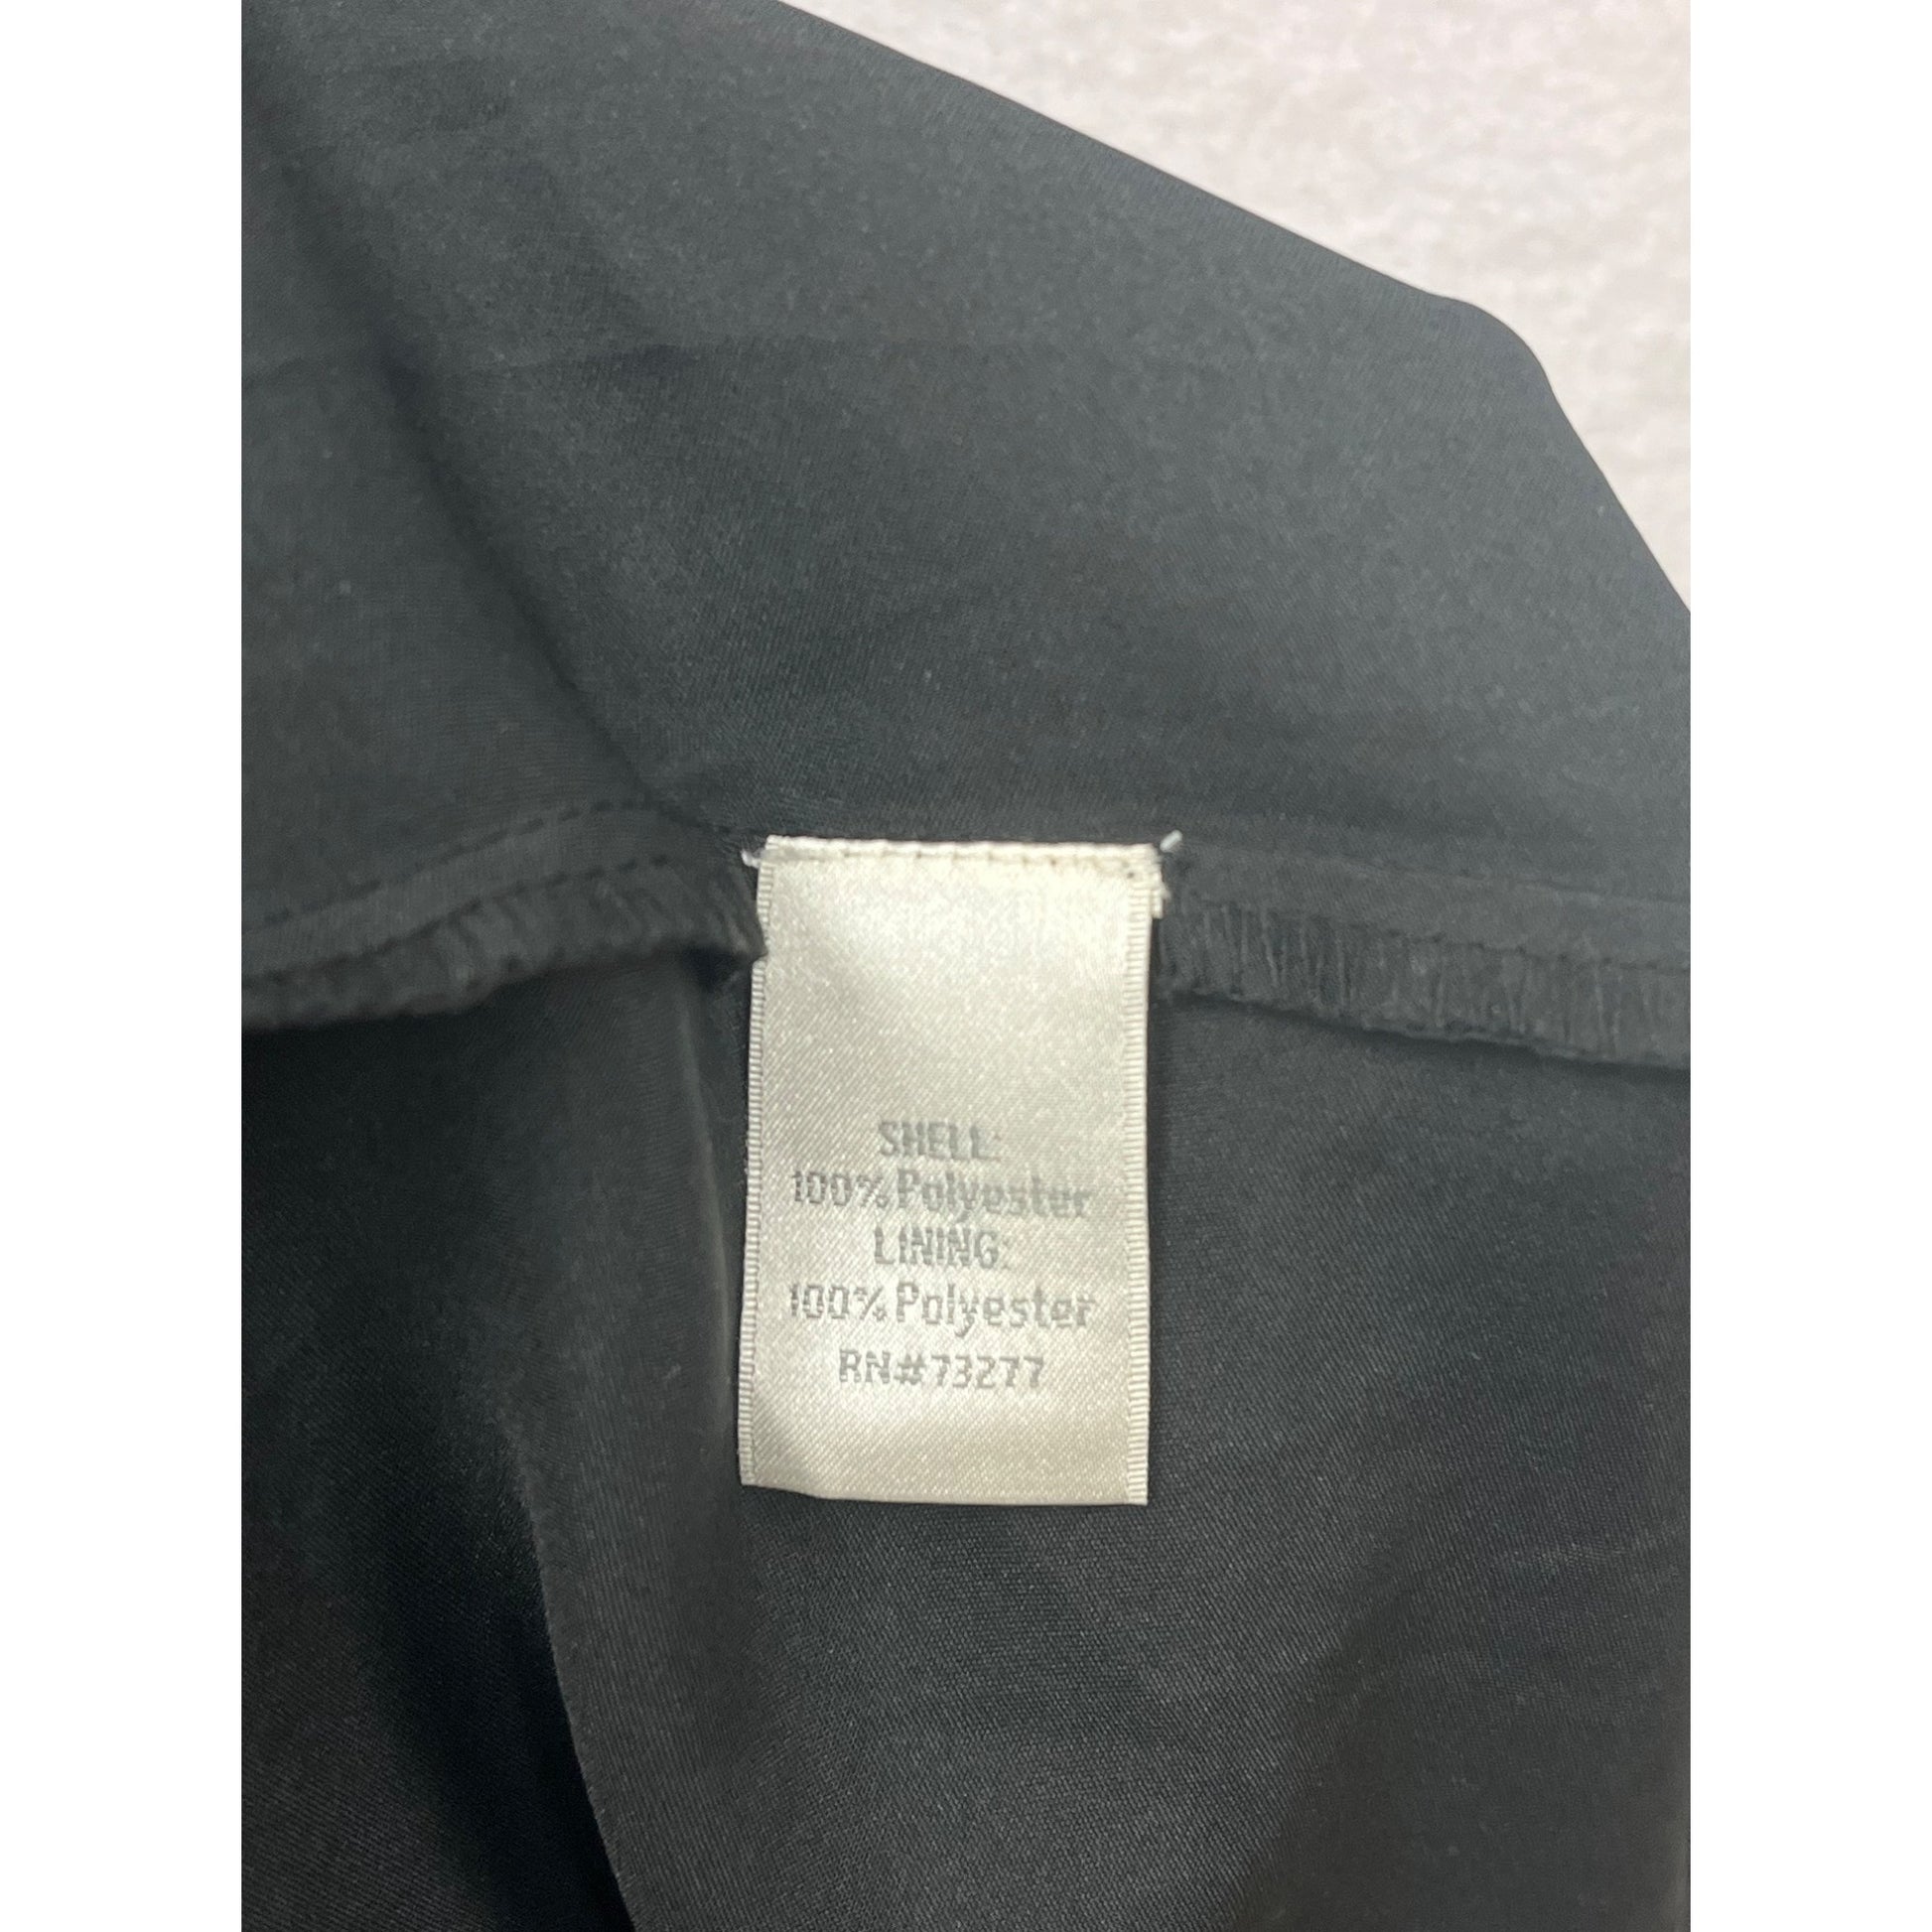 SHELL:
100% Polyester
LINING:
100% Polyester
RN#73277